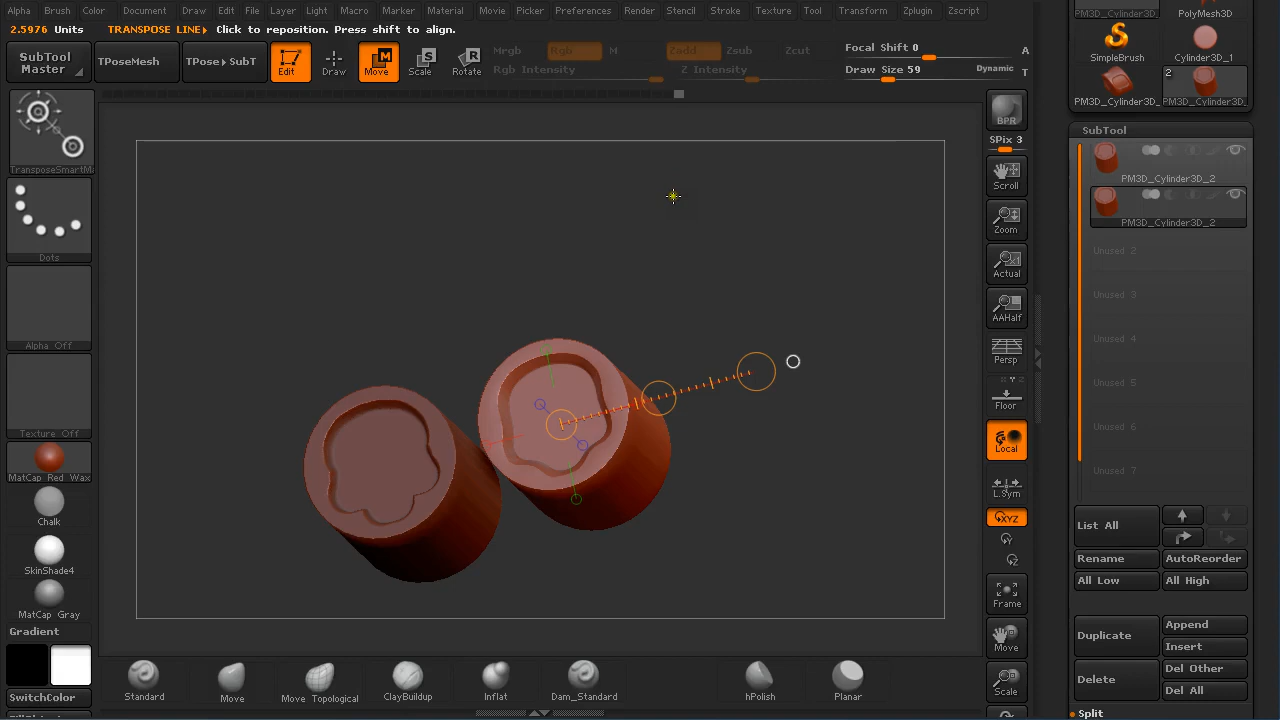 Alpha Brush Color Document Draw Edit File Layer Light Macro Marker Material Movie Picker Preferences Render Stencil Stroke Texture Tool Transform Zplugin Zscript
2.5976 Units TRANSPOSE LINE Click to reposition. Press shift to align.
SubTool Master
TPoseMesh
TPose SubT
Edit
Draw
Move
Scale
Rotate
Mrgb Rgb M
Rgb Intensity
Zadd Zsub Zcut
Z Intensity
Focal Shift 0
A
Draw Size 59
Dynamic
T
TransposeSmartMa
Dots
Alpha Off
Texture Off
MatCap Red Wax
Chalk
SkinShade4
MatCap Gray
Gradient
SwitchColor
BPR
SPix 3
Scroll
Zoom
Actual
AAHalf
Persp
Floor
Local
L.Sym
XYZ
Y
Z
Frame
Move
Scale
PM3D_Cylinder3D_
PolyMesh3D
SimpleBrush
Cylinder3D_1
2
PM3D_Cylinder3D_
PM3D_Cylinder3D_
SubTool
PM3D_Cylinder3D_2
PM3D_Cylinder3D_2
Unused 2
Unused 3
Unused 4
Unused 5
Unused 6
Unused 7
List All
Rename
AutoReorder
All Low
All High
Duplicate
Append
Insert
Delete
Del Other
Del All
Split
Standard
Move
Move Topological
ClayBuildup
Inflat
Dam_Standard
hPolish
Planar